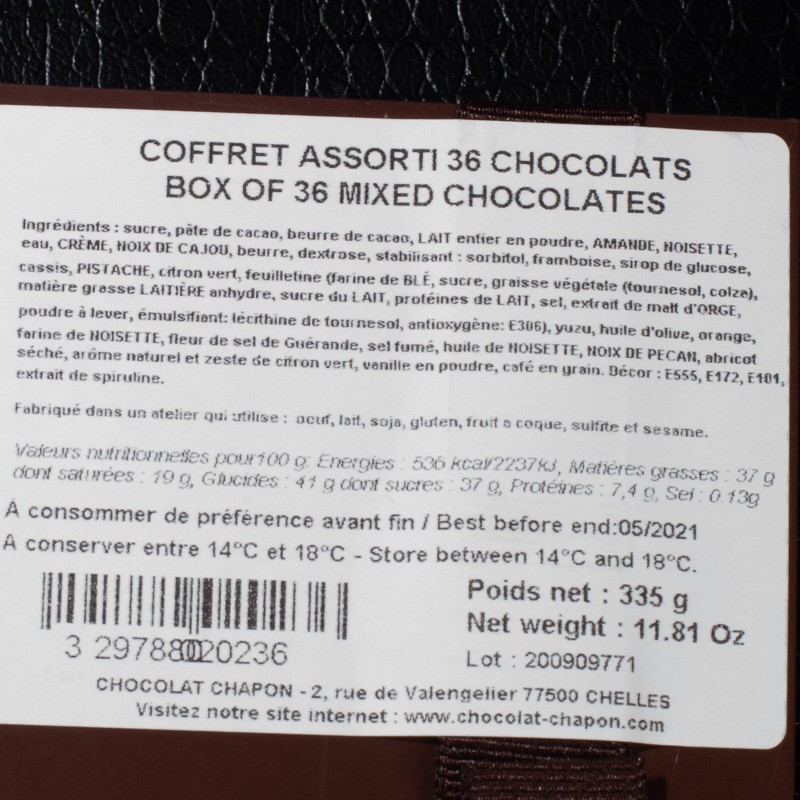 COFFRET ASSORTI 36 CHOCOLATS
BOX OF 36 MIXED CHOCOLATES
Ingrédients : sucre, pâte de cacao, beurre de cacao, LAIT entier en poudre, AMANDE, NOISETTE,
eau, CRÈME, NOIX DE CAJOU, beurre, dextrose, stabilisant : sorbitol, framboise, sirop de glucose,
cassis, PISTACHE, citron vert, feuilletine (farine de BLÉ, sucre, graisse végétale (tournesol, colza),
matière grasse LAITIÈRE anhydre, sucre du LAIT, protéines de LAIT, sel, extrait de malt d'ORGE,
poudre à lever, émulsifiant: lécithine de tournesol, antioxygène: E306), yuzu, huile d'olive, orange,
farine de NOISETTE, fleur de sel de Guérande, sel fumé, huile de NOISETTE, NOIX DE PECAN, abricot
séché, arôme naturel et zeste de citron vert, vanille en poudre, café en grain. Décor : E555, E172, E101,
extrait de spiruline.
Fabriqué dans un atelier qui utilise : oeuf, lait, soja, gluten, fruit a coque, sulfite et sesame.
Valeurs nutritionnelles pour100 g: Energies : 536 kcal/2237kJ, Matières grasses : 37 g
dont saturées : 19 g, Glucides : 41 g dont sucres : 37 g, Protéines : 7,4 g, Sel : 0.13g
À consommer de préférence avant fin / Best before end:05/2021
À conserver entre 14°C et 18°C - Store between 14°C and 18°C.
Poids net : 335 g
Net weight : 11.81 Oz
3 297880 020236
Lot : 200909771
CHOCOLAT CHAPON - 2, rue de Valengelier 77500 CHELLES
Visitez notre site internet : www.chocolat-chapon.com